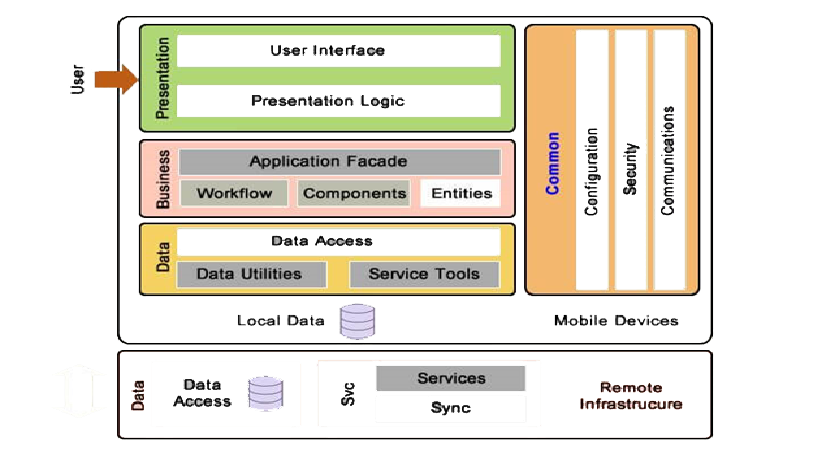 User
Presentation
User Interface
Presentation Logic
Business
Application Facade
Workflow
Components
Entities
Data
Data Access
Data Utilities
Service Tools
Common
Configuration
Security
Communications
Local Data
Mobile Devices
Data
Data
Access
Svc
Services
Sync
Remote
Infrastrucure